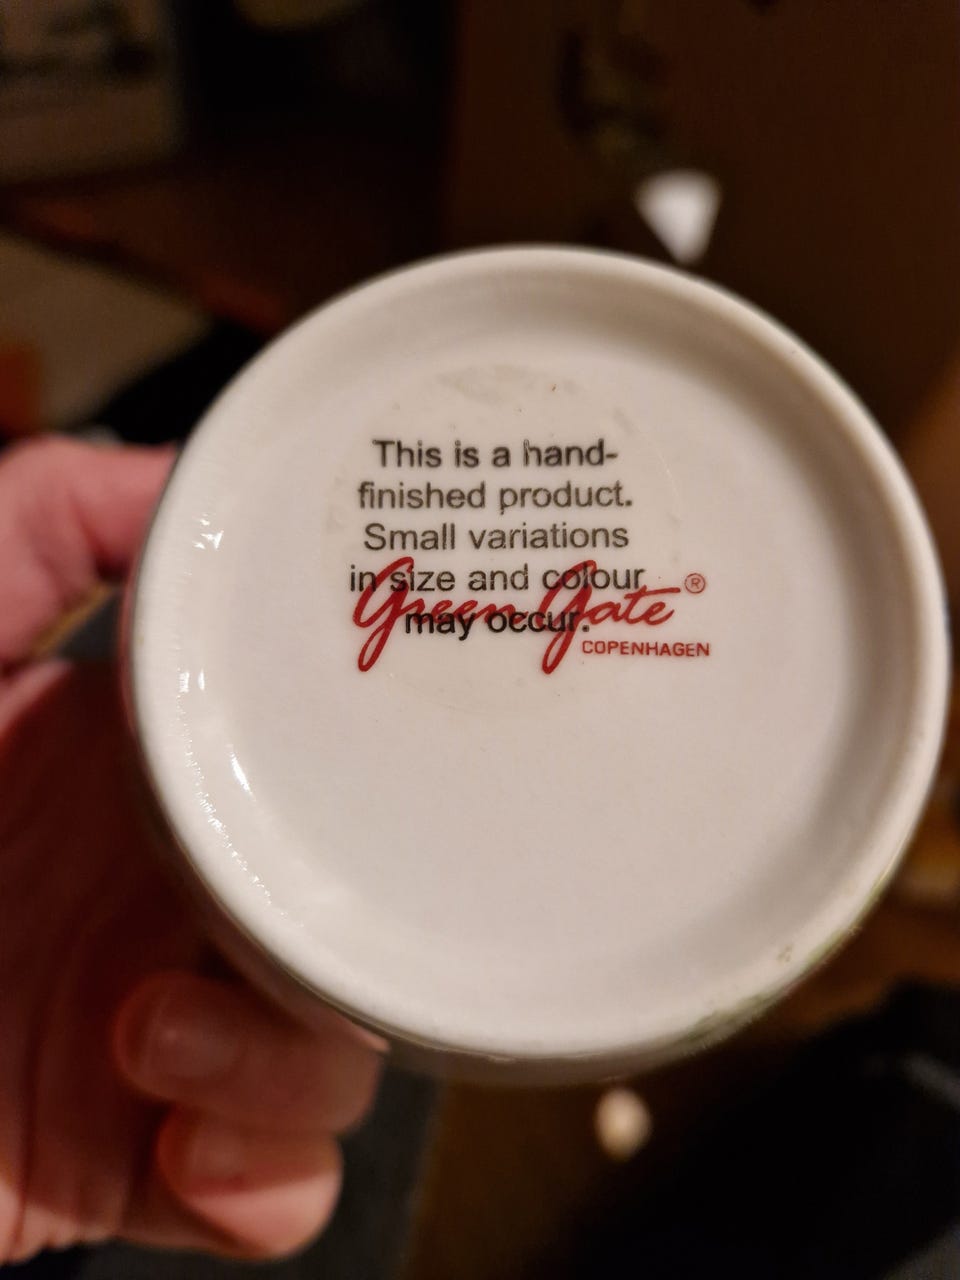 This is a hand-
finished product.
Small variations
in size and colour
may occur.
Green Gate ®
COPENHAGEN